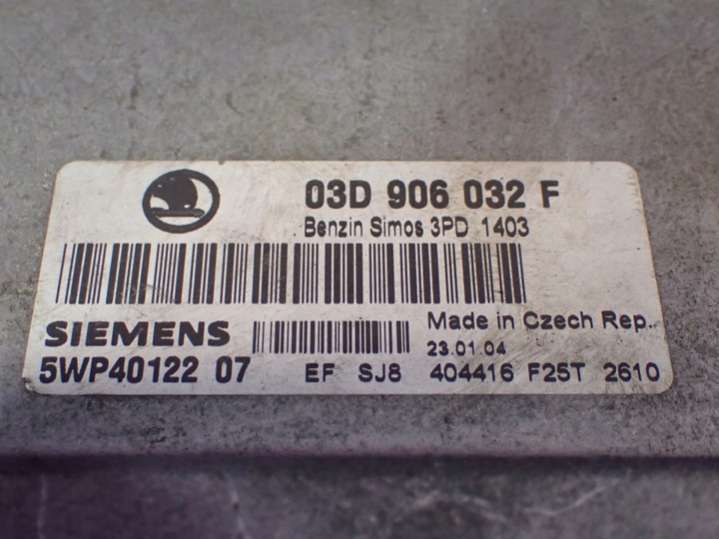 03D 906 032 F
Benzin Simos 3PD 1403
SIEMENS
Made in Czech Rep..
23.01.04
5WP40122 07 EF SJ8 404416 F25T 2610